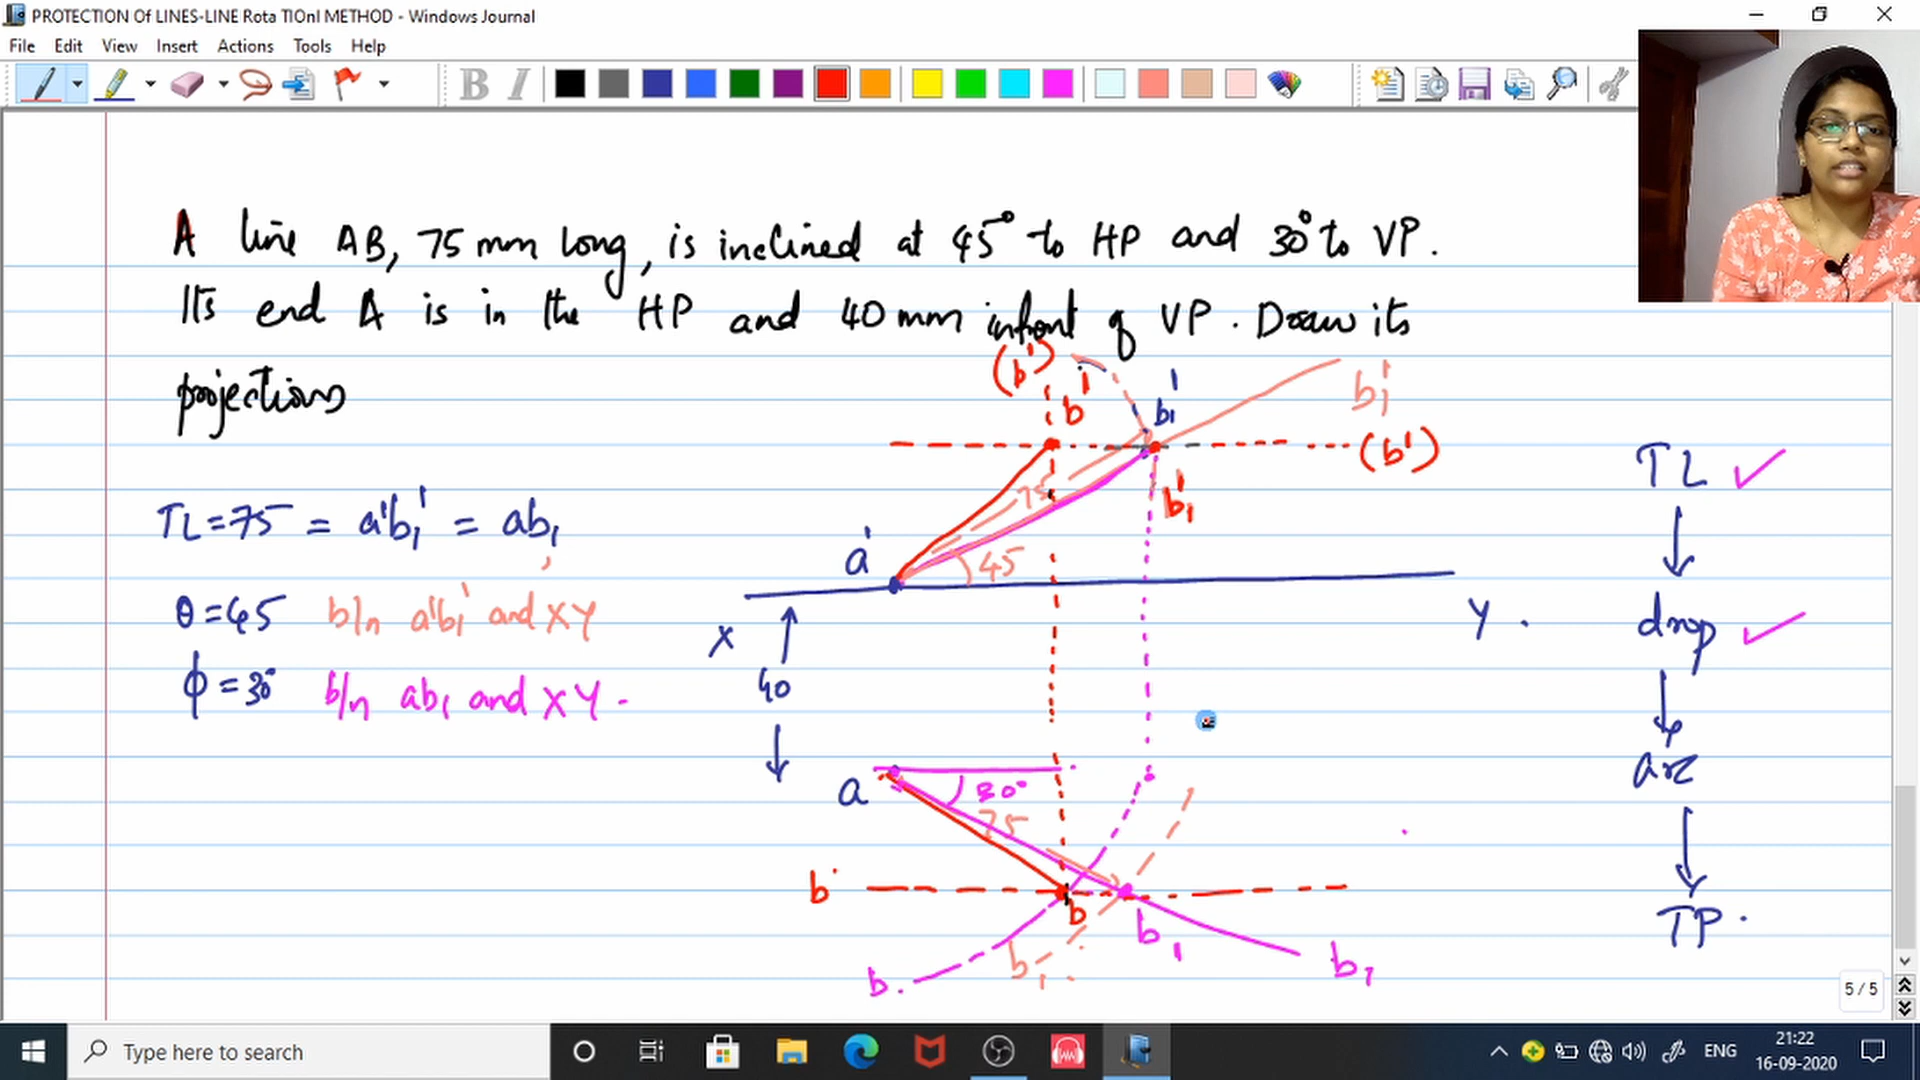 PROTECTION Of LINES-LINE Rota TIOnI METHOD - Windows Journal
File Edit View Insert Actions Tools Help
B I
A line AB, 75 mm long, is inclined at 45° to HP and 30° to VP.
Its end A is in the HP and 40 mm infront of VP. Draw its
projections
(b')
b'
b₁'
b₁'
(b')
b₁'
75
a'
45
X
Y.
40
a
30°
75
b
b
b₁
b.
b₁
b₁
TL = 75 = a'b₁' = ab₁
θ = 45 b/n a'b₁' and XY
ϕ = 30° b/n ab₁ and XY.
TL ✓
↓
drop ✓
↓
arc
↓
TP.
5 / 5
Type here to search
ENG
21:22
16-09-2020